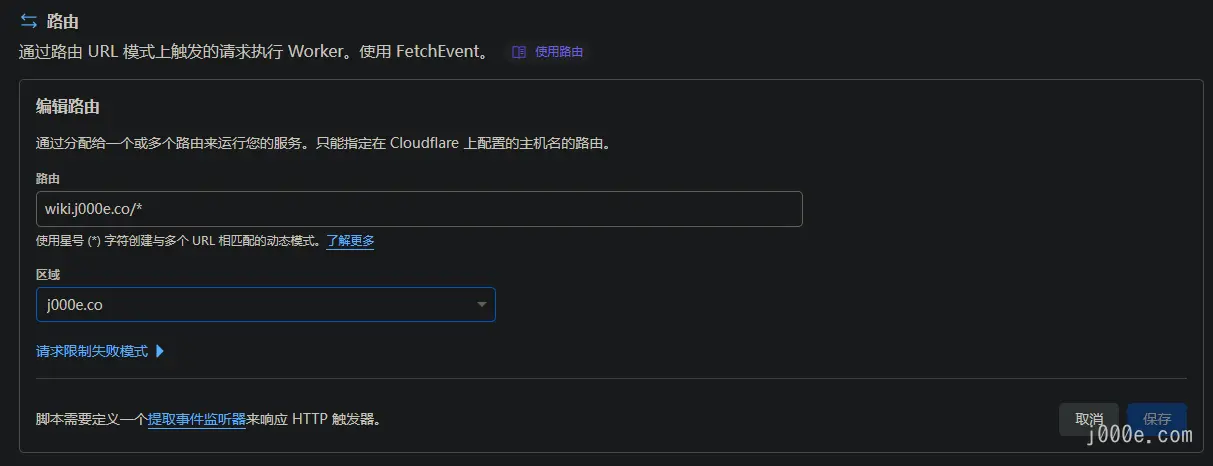 路由
通过路由 URL 模式上触发的请求执行 Worker。使用 FetchEvent。 使用路由
编辑路由
通过分配给一个或多个路由来运行您的服务。只能指定在 Cloudflare 上配置的主机名的路由。
路由
wiki.j000e.co/*
使用星号 (*) 字符创建与多个 URL 相匹配的动态模式。了解更多
区域
j000e.co
请求限制失败模式
脚本需要定义一个提取事件监听器来响应 HTTP 触发器。
取消 保存
j000e.com